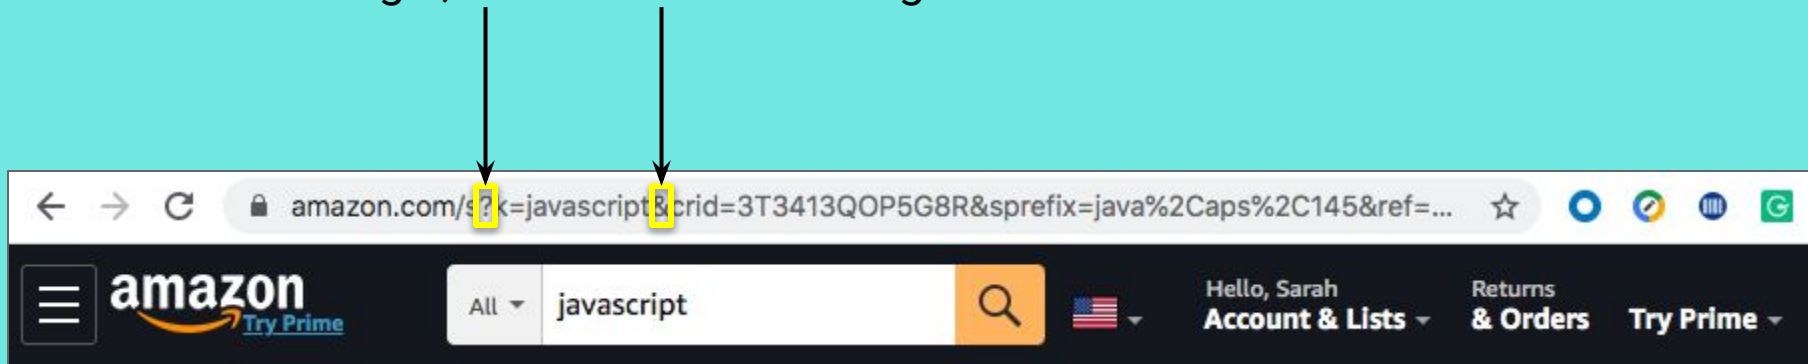 amazon.com/s?k=javascript&crid=3T3413QOP5G8R&sprefix=java%2Caps%2C145&ref=...
G
amazon
Try Prime
All
javascript
Hello, Sarah
Account & Lists
Returns
& Orders
Try Prime